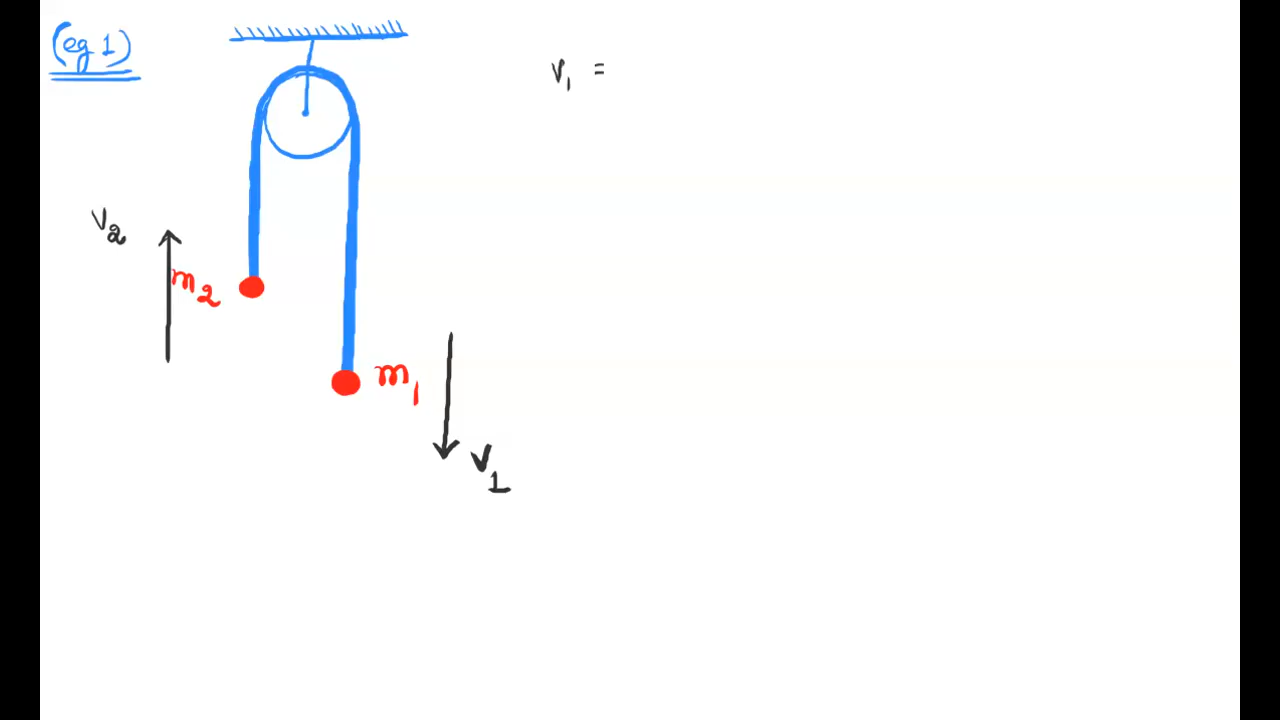 (eg 1)
v₁ =
v₂
m₂
m₁
v₁